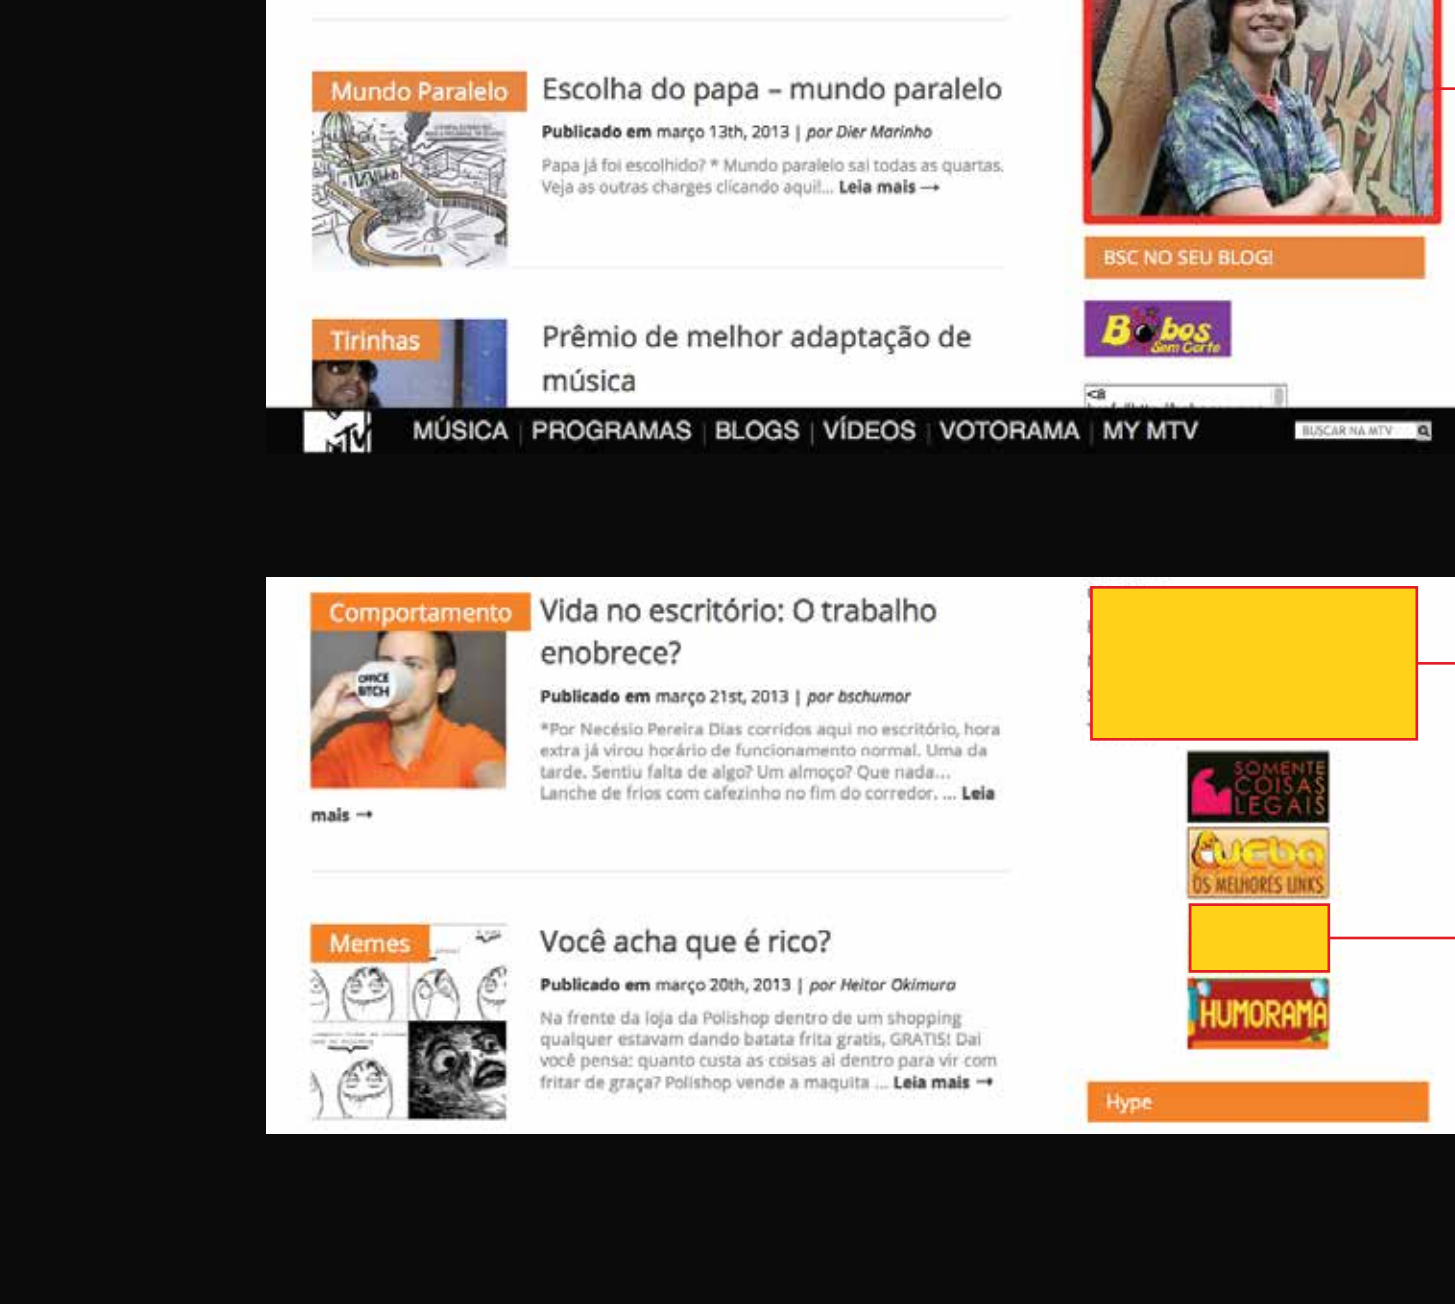 Mundo Paralelo
Escolha do papa – mundo paralelo
Publicado em março 13th, 2013 | por Dier Marinho
Papa já foi escolhido? * Mundo paralelo sai todas as quartas.
Veja as outras charges clicando aqui!... Leia mais →
BSC NO SEU BLOG!
Bobos
Sem Corte
Tirinhas
Prêmio de melhor adaptação de
música
<a
MTV
MÚSICA | PROGRAMAS | BLOGS | VÍDEOS | VOTORAMA | MY MTV
BUSCAR NA MTV
Comportamento
Vida no escritório: O trabalho
enobrece?
OFFICE
BITCH
Publicado em março 21st, 2013 | por bschumor
*Por Necésio Pereira Dias corridos aqui no escritório, hora
extra já virou horário de funcionamento normal. Uma da
tarde. Sentiu falta de algo? Um almoço? Que nada...
Lanche de frios com cafezinho no fim do corredor. ... Leia
mais →
SOMENTE
COISAS
LEGAIS
ueba
OS MELHORES LINKS
HUMORAMA
Memes
Você acha que é rico?
Publicado em março 20th, 2013 | por Heitor Okimura
Na frente da loja da Polishop dentro de um shopping
qualquer estavam dando batata frita gratis, GRATIS! Dai
você pensa: quanto custa as coisas ai dentro para vir com
fritar de graça? Polishop vende a maquita ... Leia mais →
Hype